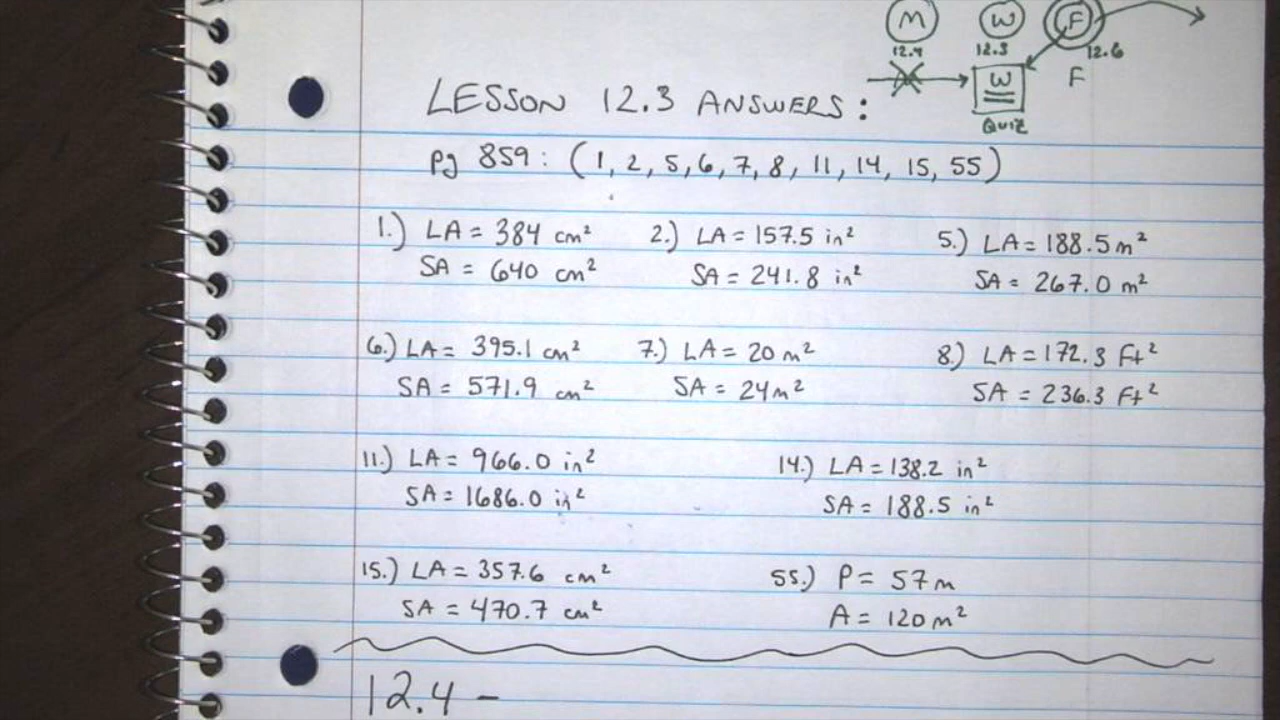 M W F
12.4 12.5 12.6
W F
QUIZ
LESSON 12.3 ANSWERS:
pg 859: (1, 2, 5, 6, 7, 8, 11, 14, 15, 55)
1.) LA = 384 cm² 2.) LA = 157.5 in² 5.) LA = 188.5 m²
SA = 640 cm² SA = 241.8 in² SA = 267.0 m²
6.) LA = 395.1 cm² 7.) LA = 20 m² 8.) LA = 172.3 Ft²
SA = 571.9 cm² SA = 24 m² SA = 236.3 Ft²
11.) LA = 966.0 in² 14.) LA = 138.2 in²
SA = 1686.0 in² SA = 188.5 in²
15.) LA = 357.6 cm² 55.) P = 57 m
SA = 470.7 cm² A = 120 m²
12.4 -